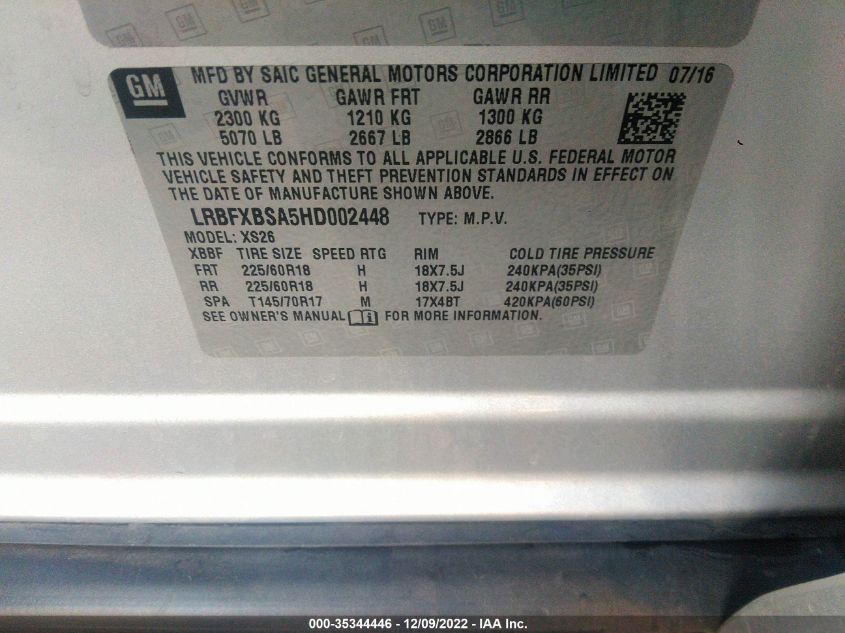 GM
MFD BY SAIC GENERAL MOTORS CORPORATION LIMITED 07/16
GVWR GAWR FRT GAWR RR
2300 KG 1210 KG 1300 KG
5070 LB 2667 LB 2866 LB
THIS VEHICLE CONFORMS TO ALL APPLICABLE U.S. FEDERAL MOTOR
VEHICLE SAFETY AND THEFT PREVENTION STANDARDS IN EFFECT ON
THE DATE OF MANUFACTURE SHOWN ABOVE.
LRBFXBSA5HD002448 TYPE: M.P.V.
MODEL: XS26
XBBF TIRE SIZE SPEED RTG RIM COLD TIRE PRESSURE
FRT 225/60R18 H 18X7.5J 240KPA(35PSI)
RR 225/60R18 H 18X7.5J 240KPA(35PSI)
SPA T145/70R17 M 17X4BT 420KPA(60PSI)
SEE OWNER'S MANUAL i FOR MORE INFORMATION.
000-35344446 - 12/09/2022 - IAA Inc.